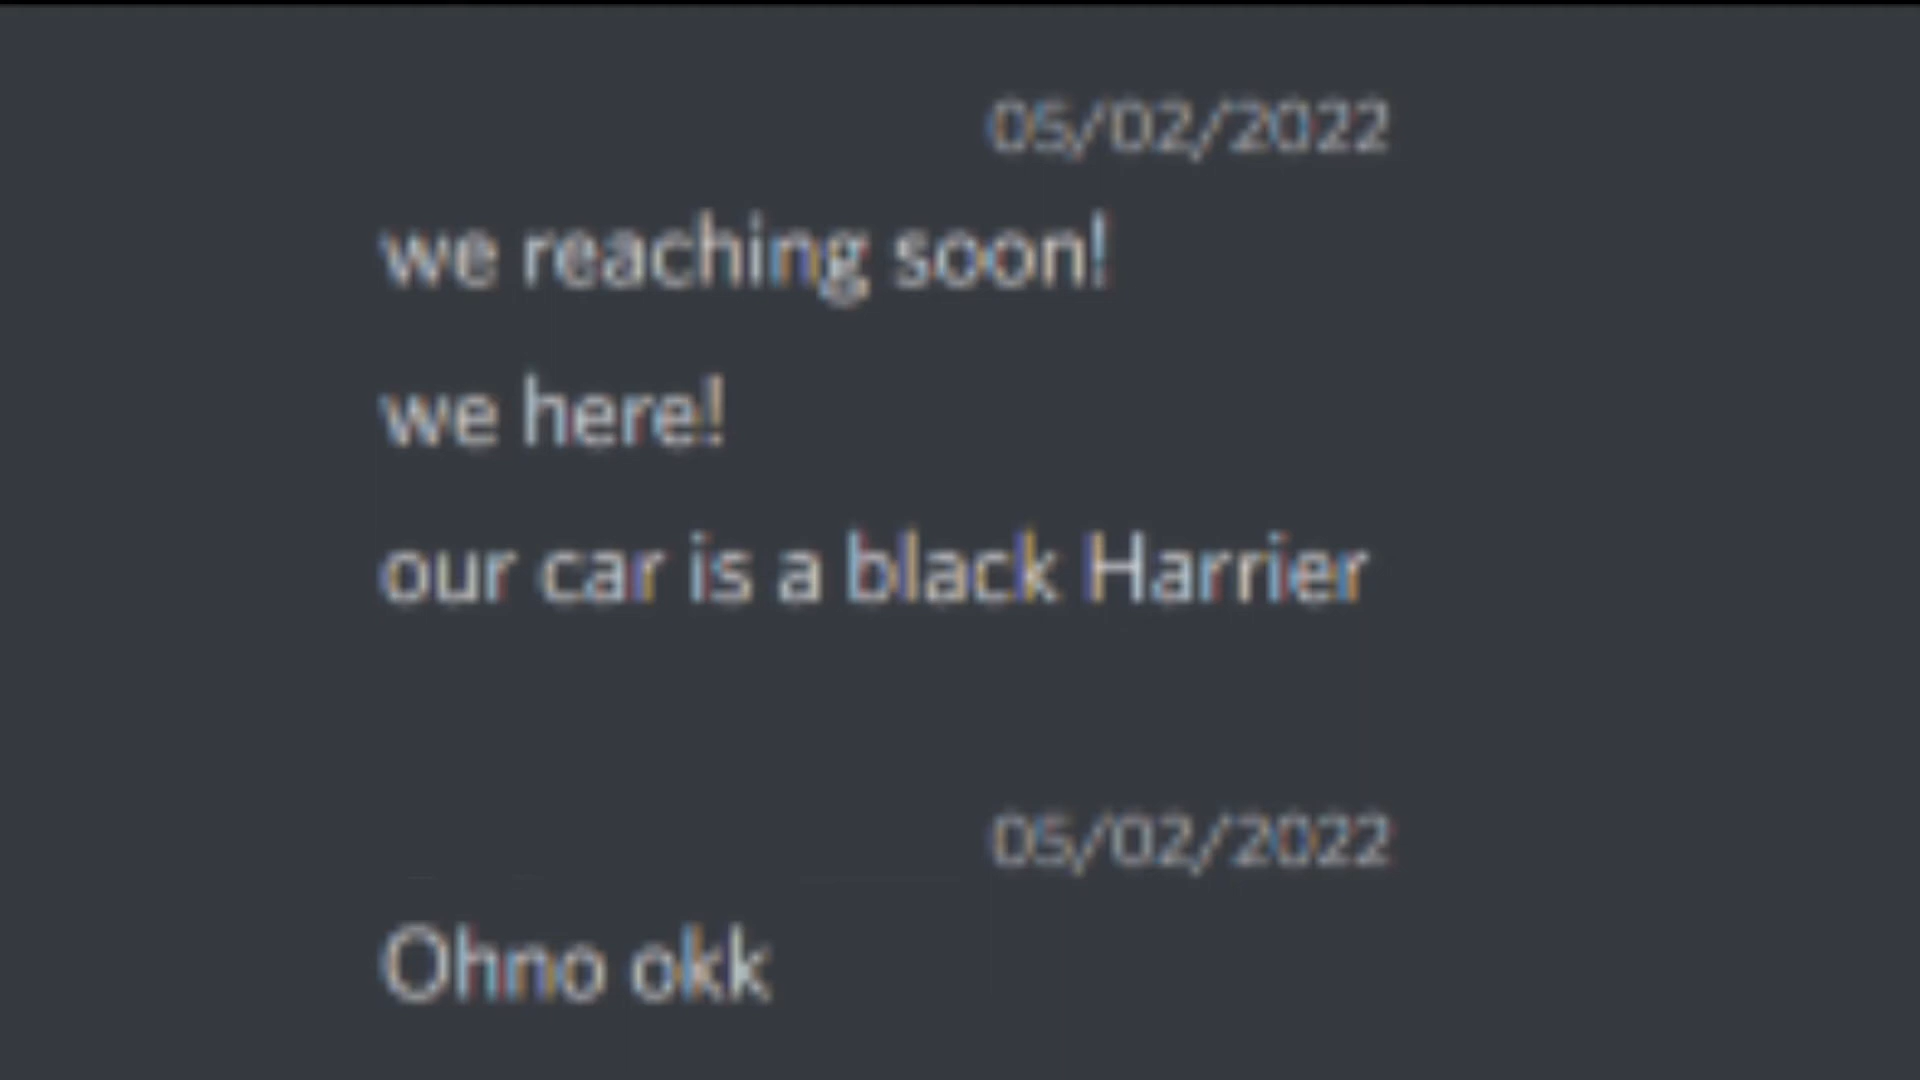 05/02/2022
we reaching soon!
we here!
our car is a black Harrier
05/02/2022
Ohno okk